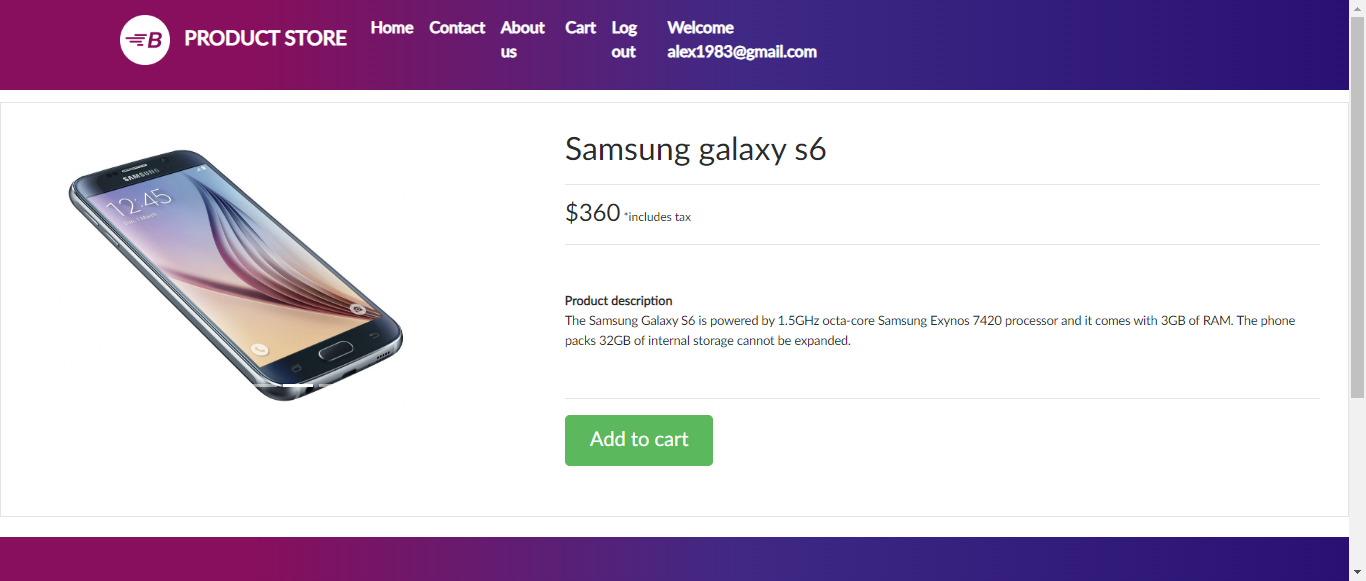 B PRODUCT STORE
Home Contact About us Cart Log out Welcome alex1983@gmail.com
SAMSUNG
12:45
Samsung galaxy s6
$360 *includes tax
Product description
The Samsung Galaxy S6 is powered by 1.5GHz octa-core Samsung Exynos 7420 processor and it comes with 3GB of RAM. The phone
packs 32GB of internal storage cannot be expanded.
Add to cart